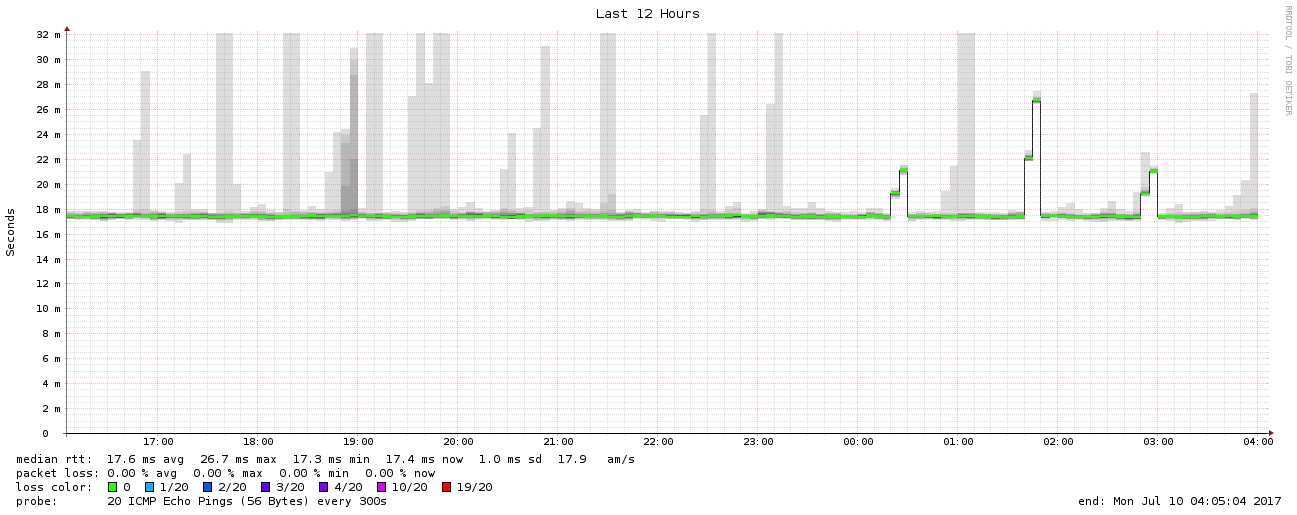 Last 12 Hours
RRDTOOL / TOBI OETIKER
Seconds
32 m
30 m
28 m
26 m
24 m
22 m
20 m
18 m
16 m
14 m
12 m
10 m
8 m
6 m
4 m
2 m
0
17:00 18:00 19:00 20:00 21:00 22:00 23:00 00:00 01:00 02:00 03:00 04:00
median rtt: 17.6 ms avg 26.7 ms max 17.3 ms min 17.4 ms now 1.0 ms sd 17.9 am/s
packet loss: 0.00 % avg 0.00 % max 0.00 % min 0.00 % now
loss color: 0 1/20 2/20 3/20 4/20 10/20 19/20
probe: 20 ICMP Echo Pings (56 Bytes) every 300s end: Mon Jul 10 04:05:04 2017